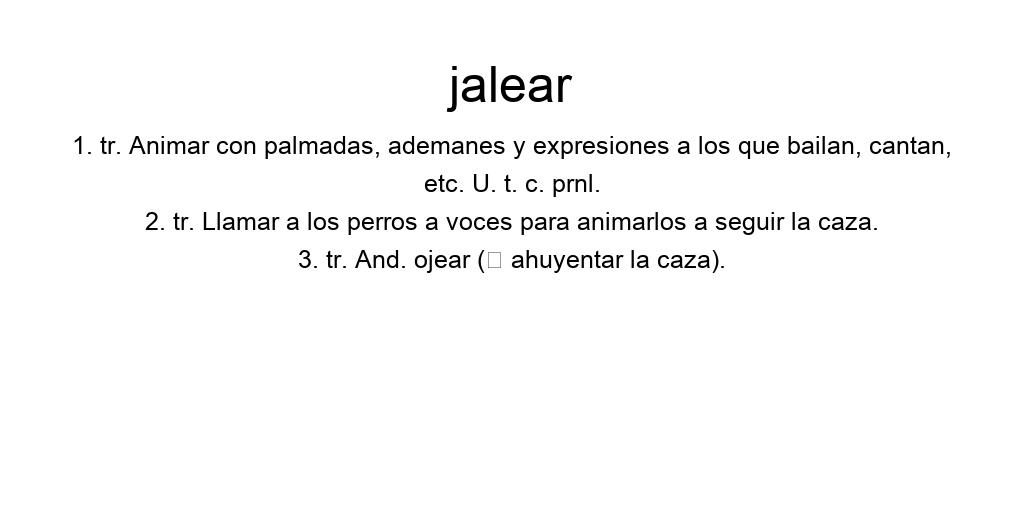 jalear
1. tr. Animar con palmadas, ademanes y expresiones a los que bailan, cantan,
etc. U. t. c. prnl.
2. tr. Llamar a los perros a voces para animarlos a seguir la caza.
3. tr. And. ojear (□ ahuyentar la caza).